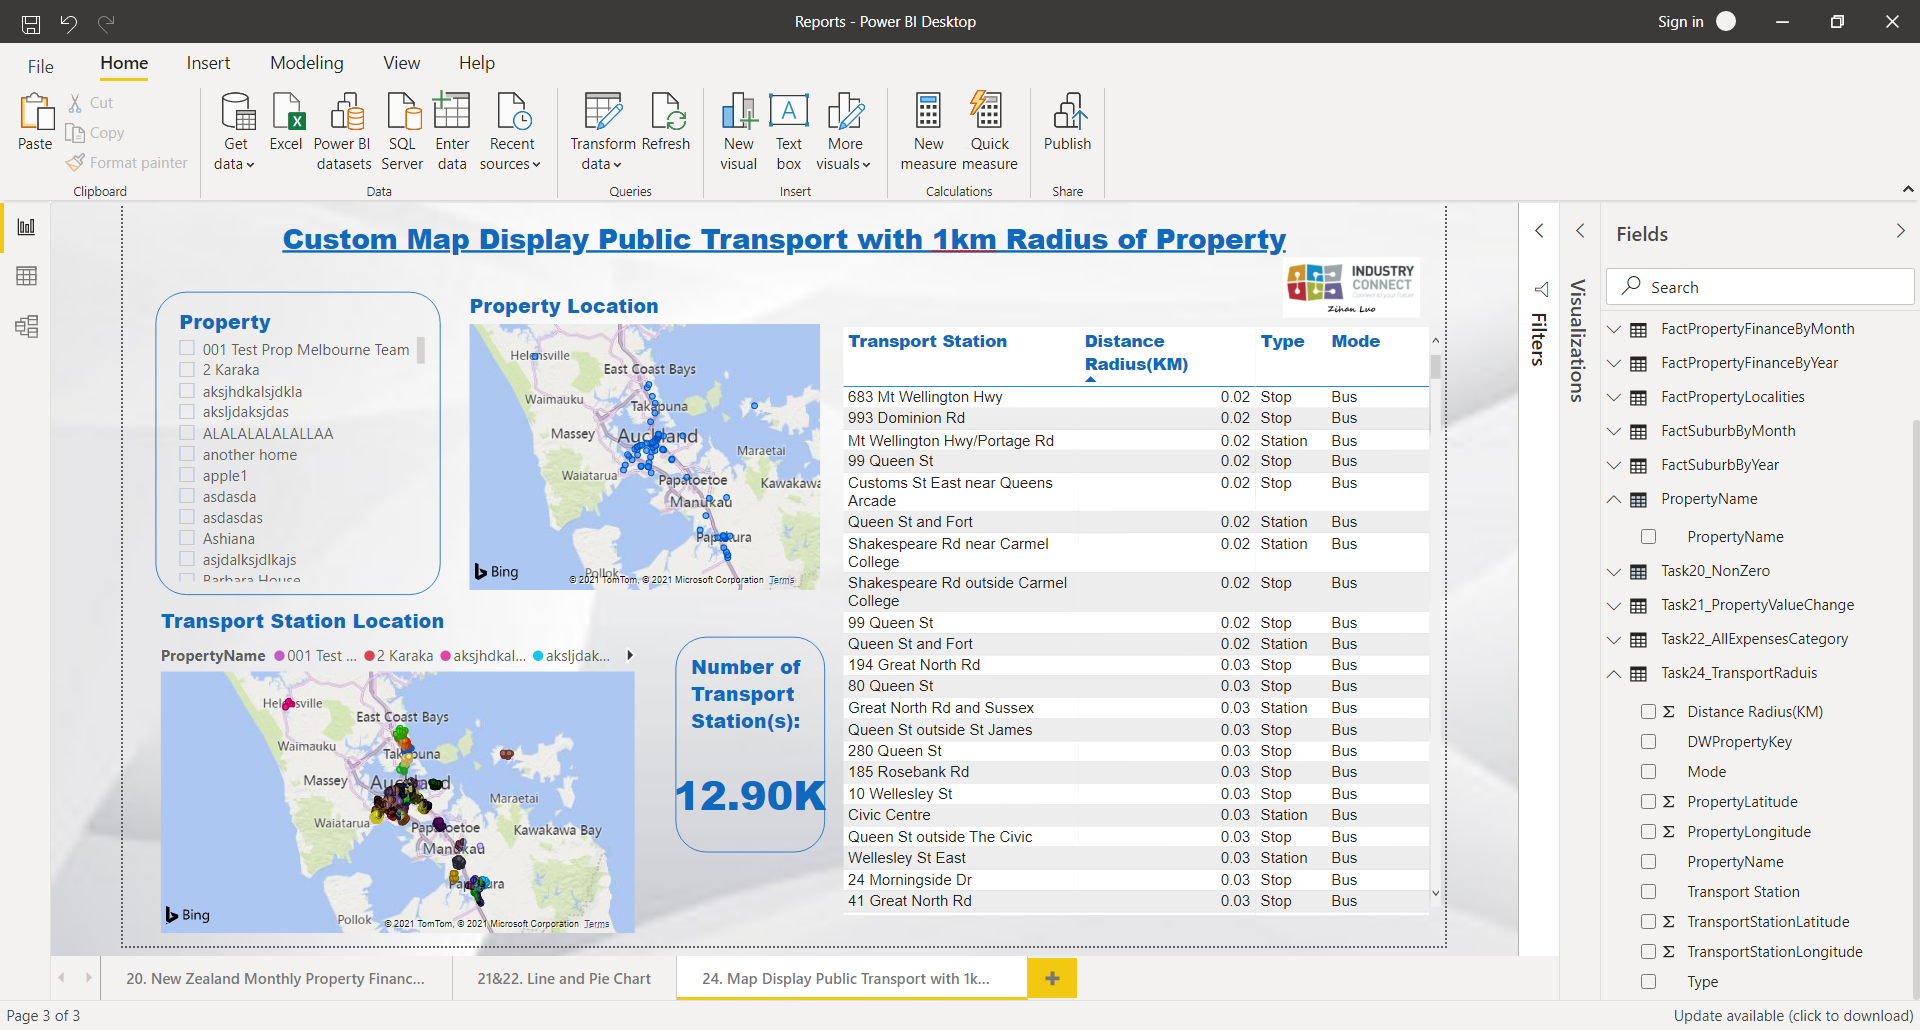 Reports - Power BI Desktop
Sign in
File
Home
Insert
Modeling
View
Help
Paste
Cut
Copy
Format painter
Clipboard
Get data
Excel
Power BI datasets
SQL Server
Enter data
Recent sources
Data
Transform data
Refresh
Queries
New visual
Text box
More visuals
Insert
New measure
Quick measure
Calculations
Publish
Share
Custom Map Display Public Transport with 1km Radius of Property
INDUSTRY
CONNECT
Connect to your Future
Zihan Luo
Property
001 Test Prop Melbourne Team
2 Karaka
aksjhdkalsjdkla
aksljdaksjdas
ALALALALALALLAA
another home
apple1
asdasda
asdasdas
Ashiana
asjdalksjdlkajs
Barbara House
Property Location
Helensville
East Coast Bays
Waimauku
Takapuna
Massey
Auckland
Maraetai
Waiatarua
Papatoetoe
Kawakawa
Manukau
Papakura
Pollok
Bing
© 2021 TomTom, © 2021 Microsoft Corporation Terms
Transport Station Distance Radius(KM) Type Mode
683 Mt Wellington Hwy 0.02 Stop Bus
993 Dominion Rd 0.02 Stop Bus
Mt Wellington Hwy/Portage Rd 0.02 Station Bus
99 Queen St 0.02 Stop Bus
Customs St East near Queens Arcade 0.02 Stop Bus
Queen St and Fort 0.02 Station Bus
Shakespeare Rd near Carmel College 0.02 Station Bus
Shakespeare Rd outside Carmel College 0.02 Stop Bus
99 Queen St 0.02 Stop Bus
Queen St and Fort 0.02 Station Bus
194 Great North Rd 0.03 Stop Bus
80 Queen St 0.03 Stop Bus
Great North Rd and Sussex 0.03 Station Bus
Queen St outside St James 0.03 Stop Bus
280 Queen St 0.03 Stop Bus
185 Rosebank Rd 0.03 Stop Bus
10 Wellesley St 0.03 Stop Bus
Civic Centre 0.03 Station Bus
Queen St outside The Civic 0.03 Stop Bus
Wellesley St East 0.03 Station Bus
24 Morningside Dr 0.03 Stop Bus
41 Great North Rd 0.03 Stop Bus
Transport Station Location
PropertyName 001 Test ... 2 Karaka aksjhdkal... aksljdak...
Helensville
East Coast Bays
Waimauku
Takapuna
Massey
Auckland
Maraetai
Waiatarua
Papatoetoe
Kawakawa Bay
Manukau
Papakura
Pollok
Bing
© 2021 TomTom, © 2021 Microsoft Corporation Terms
Number of
Transport
Station(s):
12.90K
Filters
Visualizations
Fields
Search
FactPropertyFinanceByMonth
FactPropertyFinanceByYear
FactPropertyLocalities
FactSuburbByMonth
FactSuburbByYear
PropertyName
PropertyName
Task20_NonZero
Task21_PropertyValueChange
Task22_AllExpensesCategory
Task24_TransportRaduis
Σ Distance Radius(KM)
DWPropertyKey
Mode
Σ PropertyLatitude
Σ PropertyLongitude
PropertyName
Transport Station
Σ TransportStationLatitude
Σ TransportStationLongitude
Type
20. New Zealand Monthly Property Financ...
21&22. Line and Pie Chart
24. Map Display Public Transport with 1k...
Page 3 of 3
Update available (click to download)